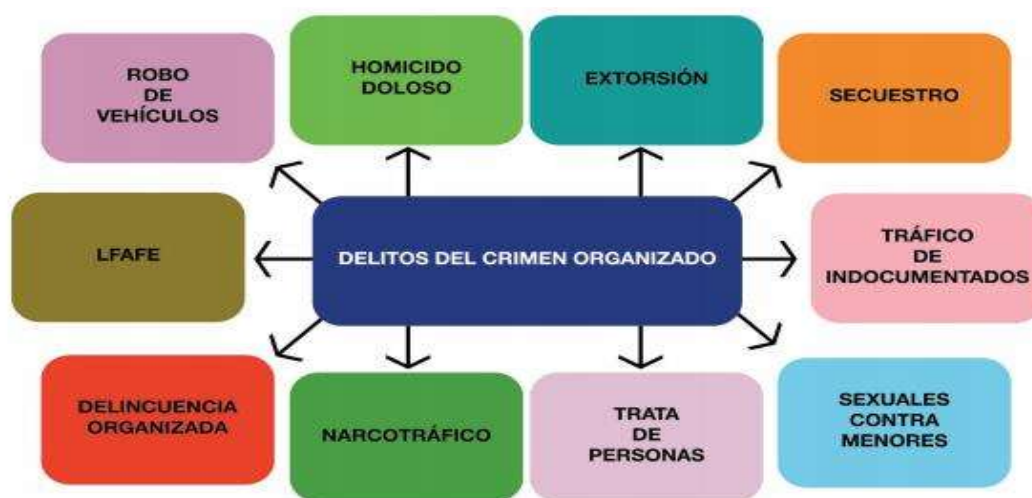 ROBO
DE
VEHÍCULOS
HOMICIDO
DOLOSO
EXTORSIÓN
SECUESTRO
LFAFE
DELITOS DEL CRIMEN ORGANIZADO
TRÁFICO
DE
INDOCUMENTADOS
DELINCUENCIA
ORGANIZADA
NARCOTRÁFICO
TRATA
DE
PERSONAS
SEXUALES
CONTRA
MENORES